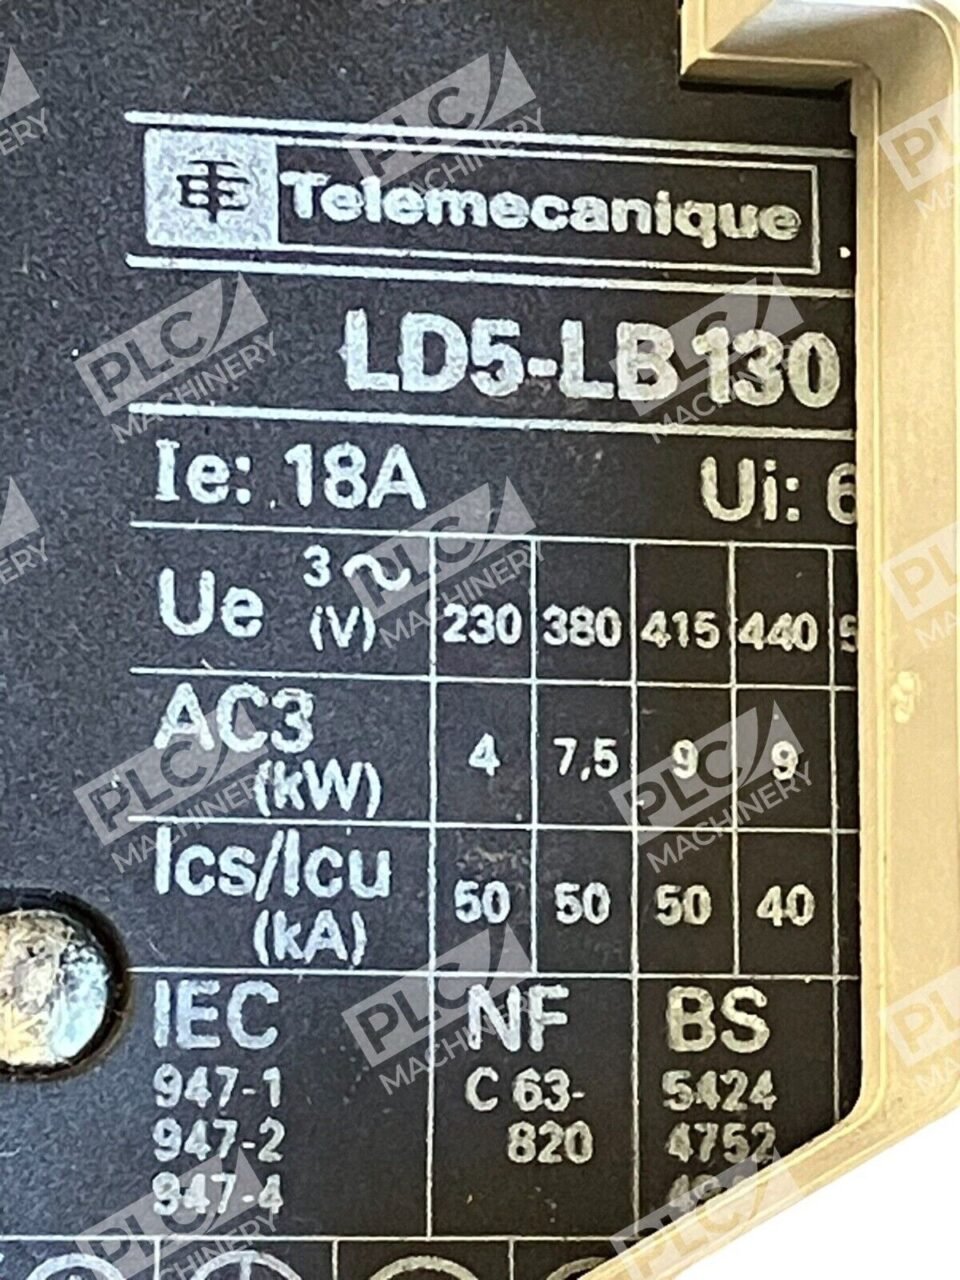 Telemecanique
LD5-LB130
Ie: 18A Ui: 6
Ue 3~ (V) 230 380 415 440
AC3 (kW) 4 7,5 9 9
Ics/Icu (kA) 50 50 50 40
IEC NF BS
947-1 C 63- 5424
947-2 820 4752
947-4
PLC MACHINERY